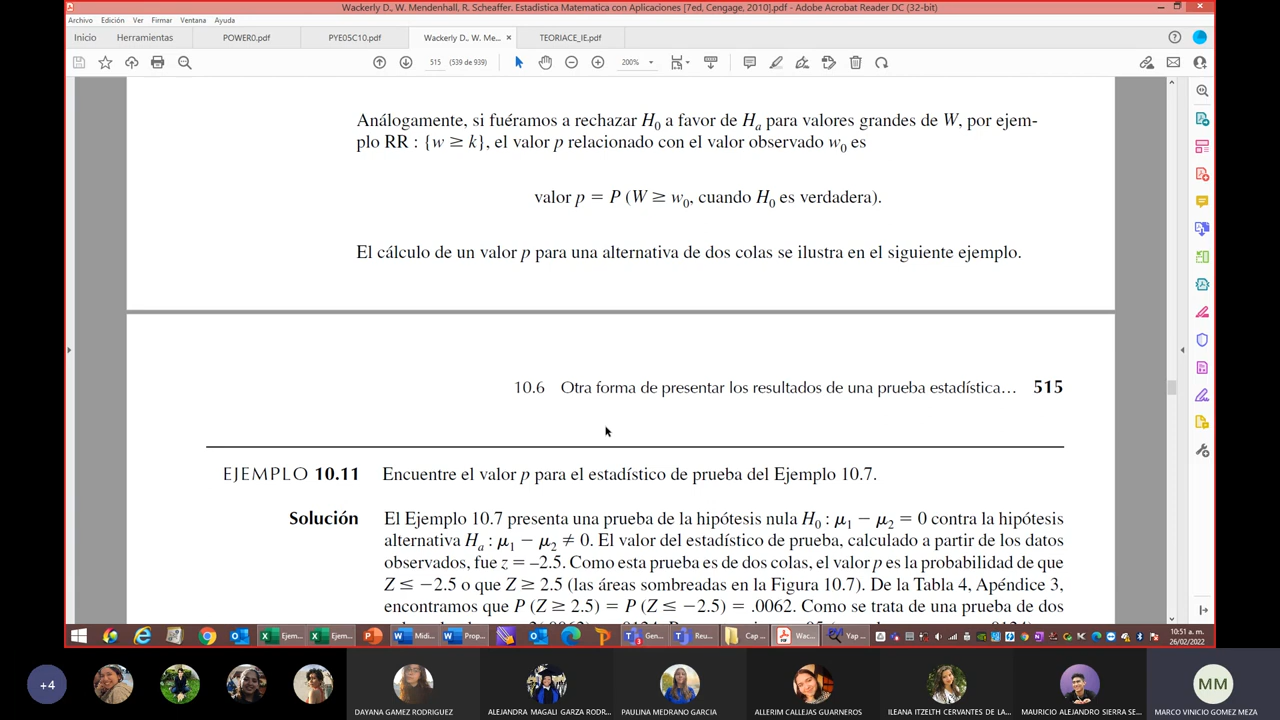 Wackerly D., W. Mendenhall, R. Scheaffer. Estadística Matematica con Aplicaciones [7ed, Cengage, 2010].pdf - Adobe Acrobat Reader DC (32-bit)
Archivo Edición Ver Firmar Ventana Ayuda
Inicio Herramientas POWER0.pdf PYE05C10.pdf Wackerly D., W. Me... × TEORIACE_IE.pdf
515 (539 de 939) 200%
Análogamente, si fuéramos a rechazar H0 a favor de Ha para valores grandes de W, por ejem-
plo RR : {w ≥ k}, el valor p relacionado con el valor observado w0 es
valor p = P (W ≥ w0, cuando H0 es verdadera).
El cálculo de un valor p para una alternativa de dos colas se ilustra en el siguiente ejemplo.
10.6 Otra forma de presentar los resultados de una prueba estadística... 515
EJEMPLO 10.11 Encuentre el valor p para el estadístico de prueba del Ejemplo 10.7.
Solución El Ejemplo 10.7 presenta una prueba de la hipótesis nula H0 : μ1 − μ2 = 0 contra la hipótesis
alternativa Ha : μ1 − μ2 ≠ 0. El valor del estadístico de prueba, calculado a partir de los datos
observados, fue z = –2.5. Como esta prueba es de dos colas, el valor p es la probabilidad de que
Z ≤ −2.5 o que Z ≥ 2.5 (las áreas sombreadas en la Figura 10.7). De la Tabla 4, Apéndice 3,
encontramos que P (Z ≥ 2.5) = P (Z ≤ −2.5) = .0062. Como se trata de una prueba de dos
Ejem... Ejem... Midi... Prop... Gen... Reu... Cap ... Wac... Yap ...
10:51 a. m.
26/02/2022
+4
DAYANA GAMEZ RODRIGUEZ
ALEJANDRA MAGALI GARZA RODR...
PAULINA MEDRANO GARCIA
ALLERIM CALLEJAS GUARNEROS
ILEANA ITZELTH CERVANTES DE LA...
MAURICIO ALEJANDRO SIERRA SE...
MM
MARCO VINICIO GOMEZ MEZA